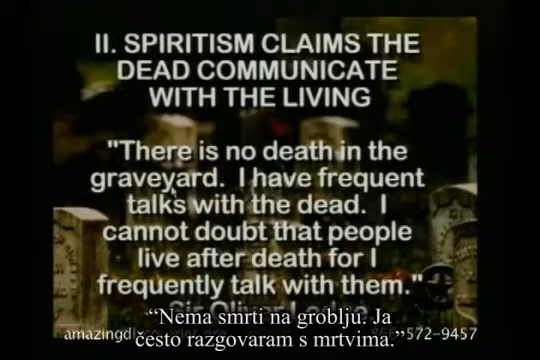 II. SPIRITISM CLAIMS THE
DEAD COMMUNICATE
WITH THE LIVING
"There is no death in the
graveyard. I have frequent
talks with the dead. I
cannot doubt that people
live after death for I
frequently talk with them."
Sir Oliver
“Nema smrti na groblju. Ja
često razgovaram s mrtvima.”
572-9457